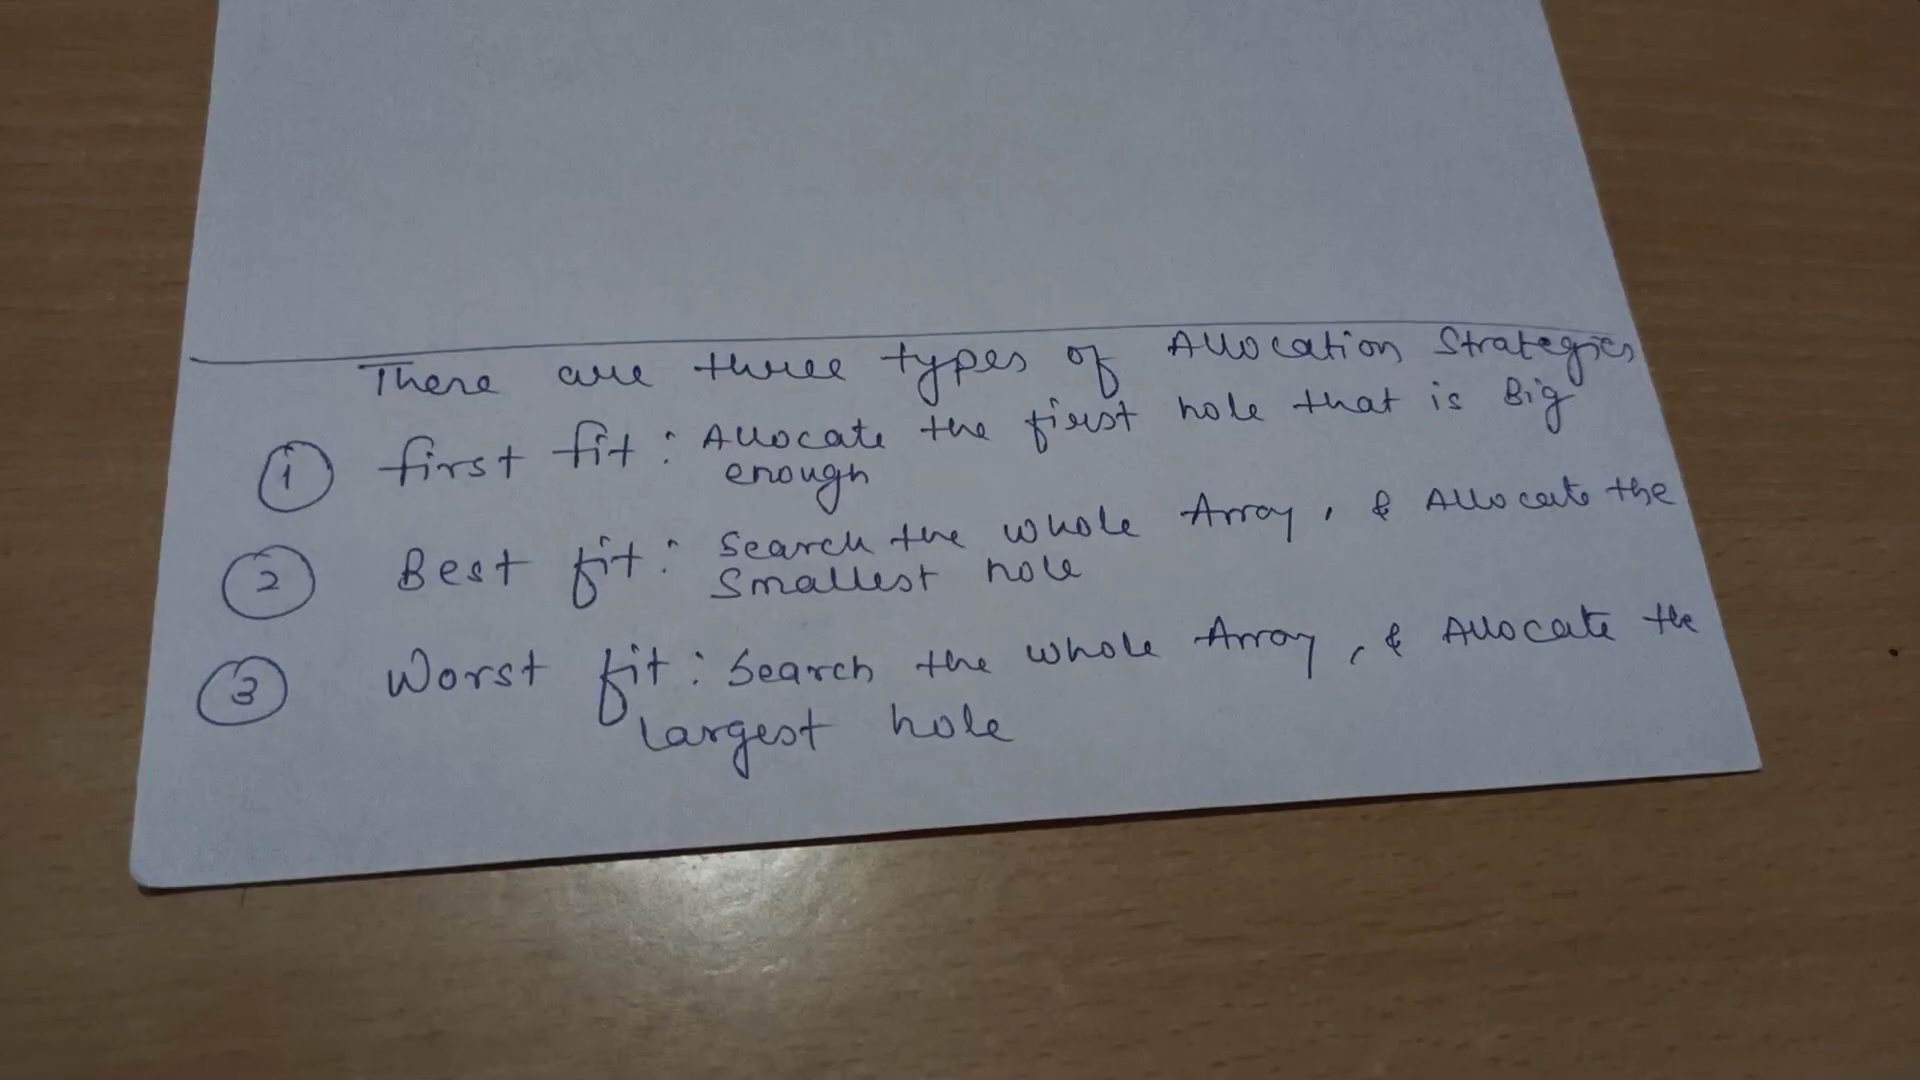 There are three types of Allocation Strategies
1 first fit : Allocate the first hole that is Big
enough
2 Best fit : Search the whole Array, & Allocate the
Smallest hole
3 Worst fit : Search the whole Array, & Allocate the
largest hole